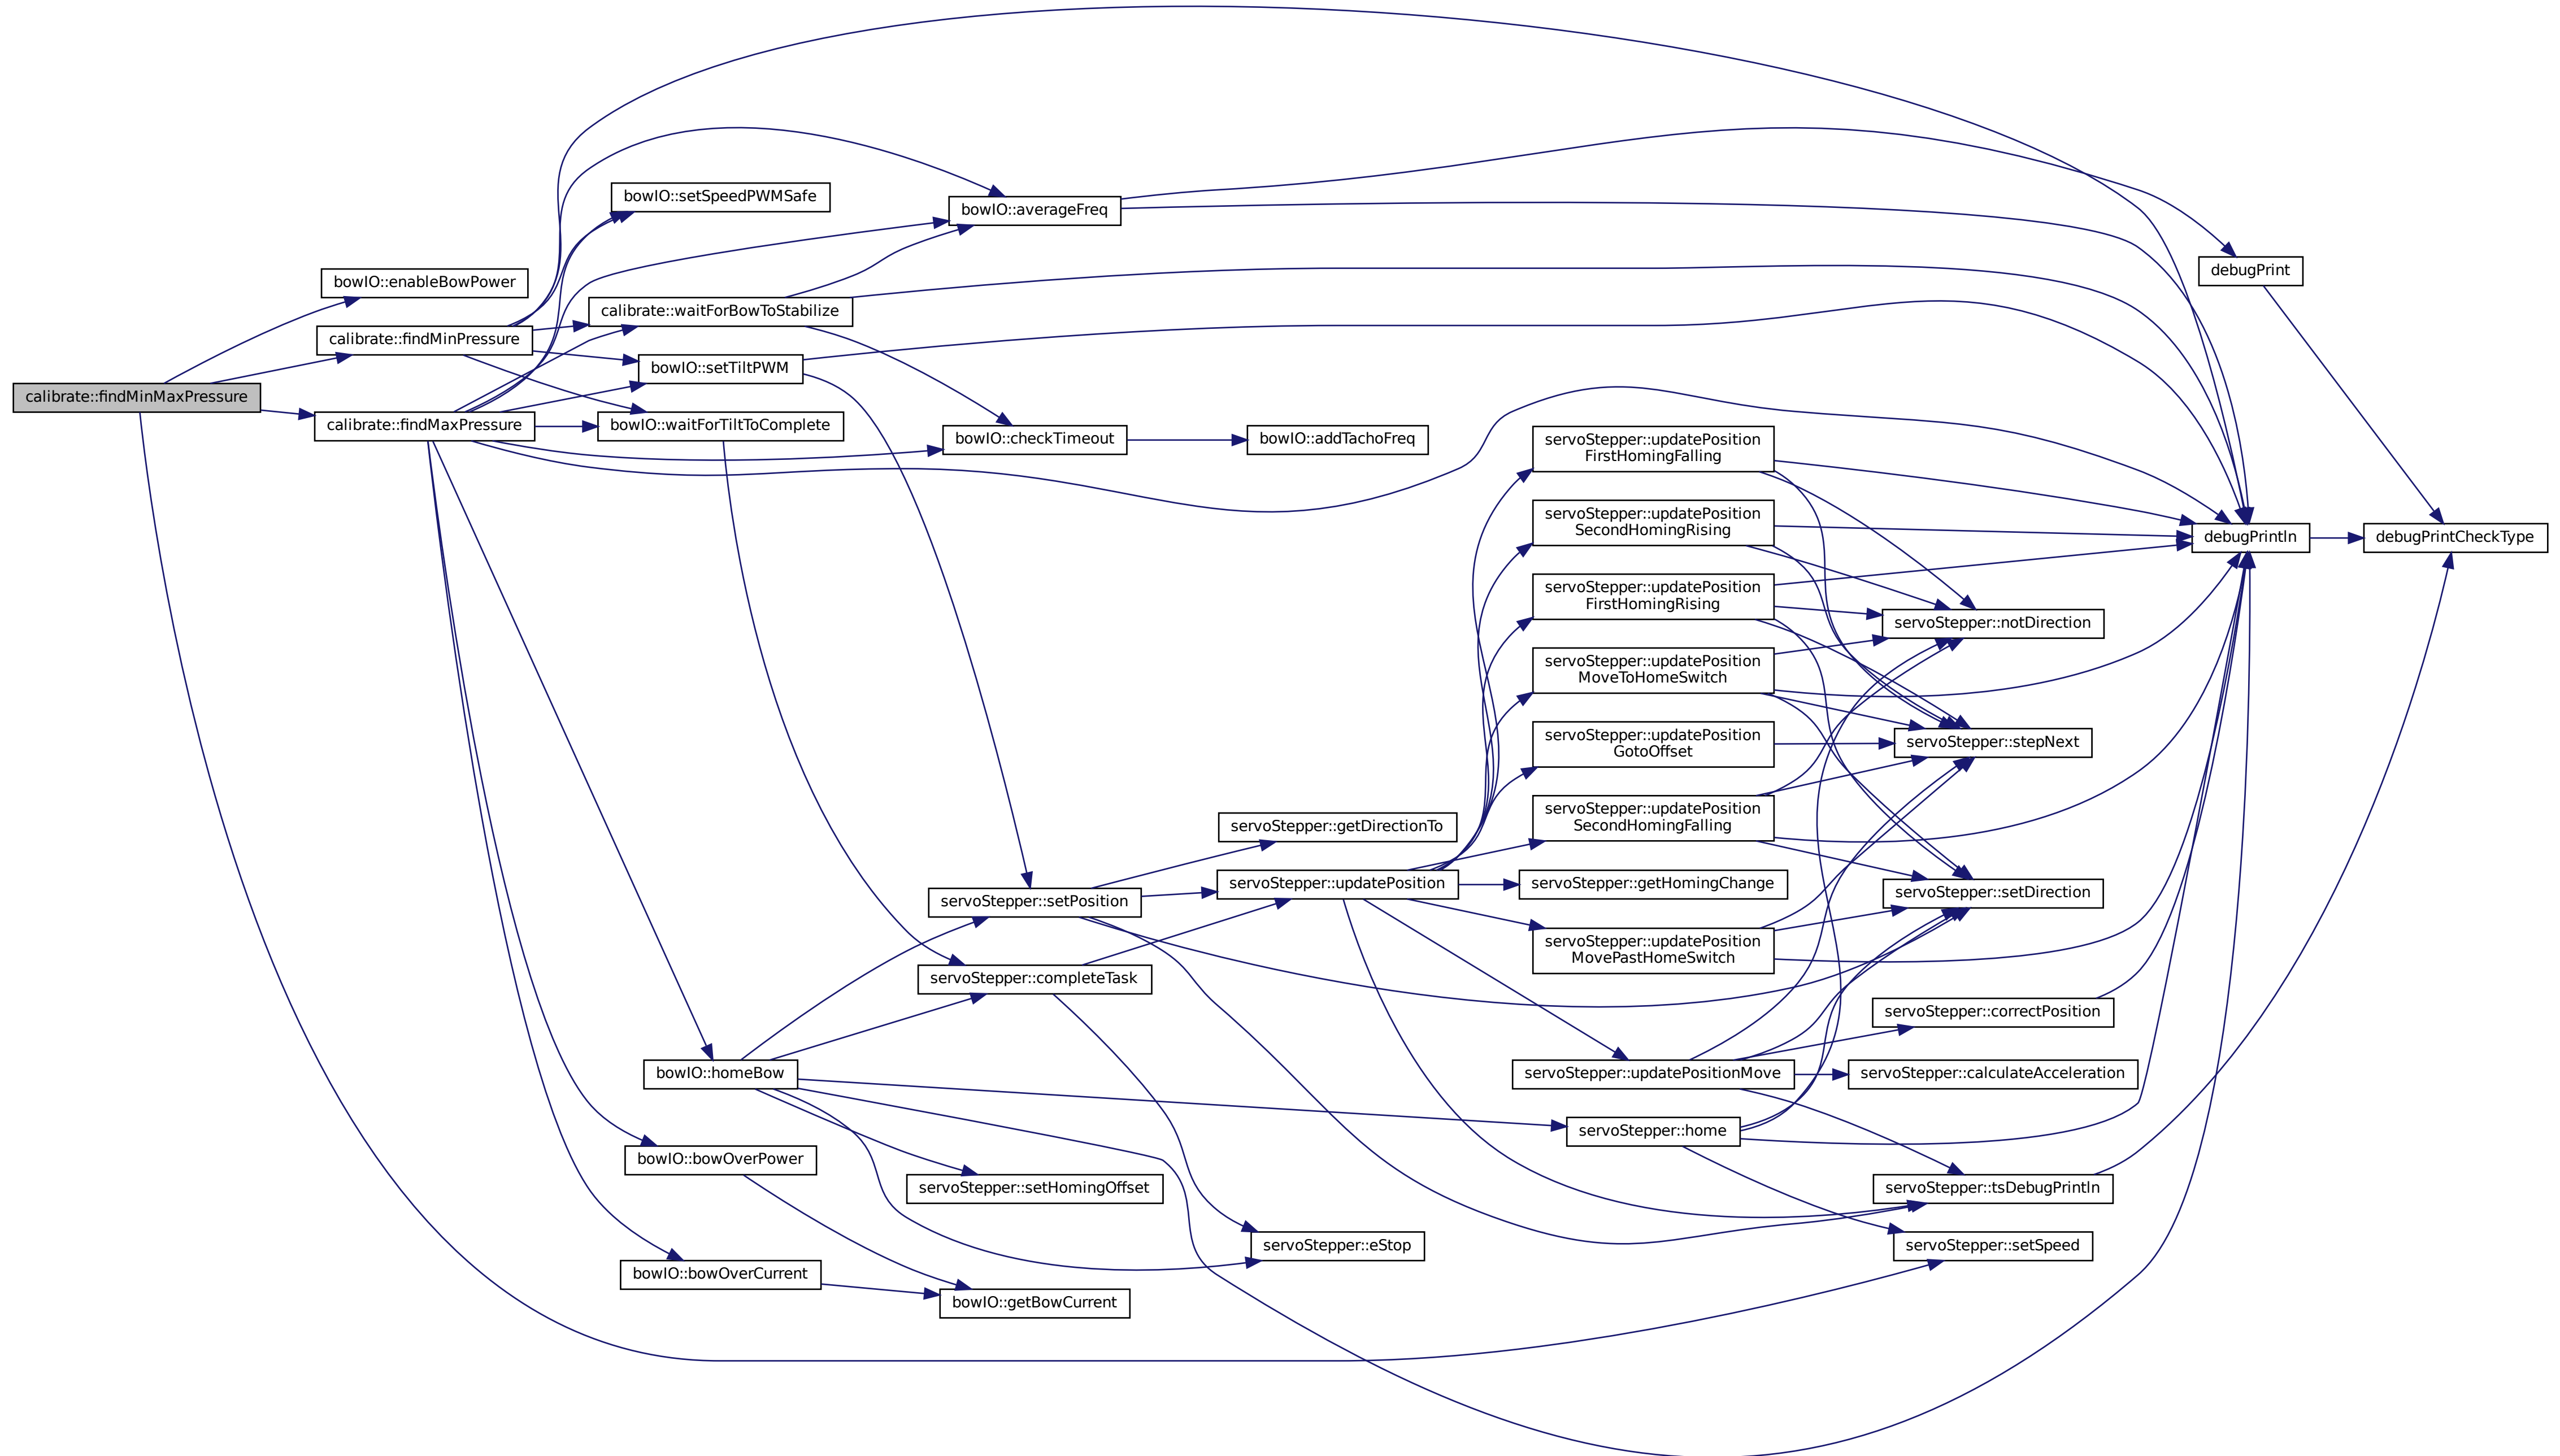 calibrate::findMinMaxPressure
bowIO::enableBowPower
calibrate::findMinPressure
calibrate::findMaxPressure
bowIO::setSpeedPWMSafe
calibrate::waitForBowToStabilize
bowIO::setTiltPWM
bowIO::waitForTiltToComplete
bowIO::homeBow
bowIO::bowOverPower
bowIO::bowOverCurrent
bowIO::averageFreq
bowIO::checkTimeout
servoStepper::setPosition
servoStepper::completeTask
servoStepper::setHomingOffset
bowIO::getBowCurrent
bowIO::addTachoFreq
servoStepper::getDirectionTo
servoStepper::updatePosition
servoStepper::eStop
servoStepper::updatePosition
FirstHomingFalling
servoStepper::updatePosition
SecondHomingRising
servoStepper::updatePosition
FirstHomingRising
servoStepper::updatePosition
MoveToHomeSwitch
servoStepper::updatePosition
GotoOffset
servoStepper::updatePosition
SecondHomingFalling
servoStepper::getHomingChange
servoStepper::updatePosition
MovePastHomeSwitch
servoStepper::updatePositionMove
servoStepper::home
servoStepper::notDirection
servoStepper::stepNext
servoStepper::setDirection
servoStepper::correctPosition
servoStepper::calculateAcceleration
servoStepper::tsDebugPrintln
servoStepper::setSpeed
debugPrint
debugPrintln
debugPrintCheckType